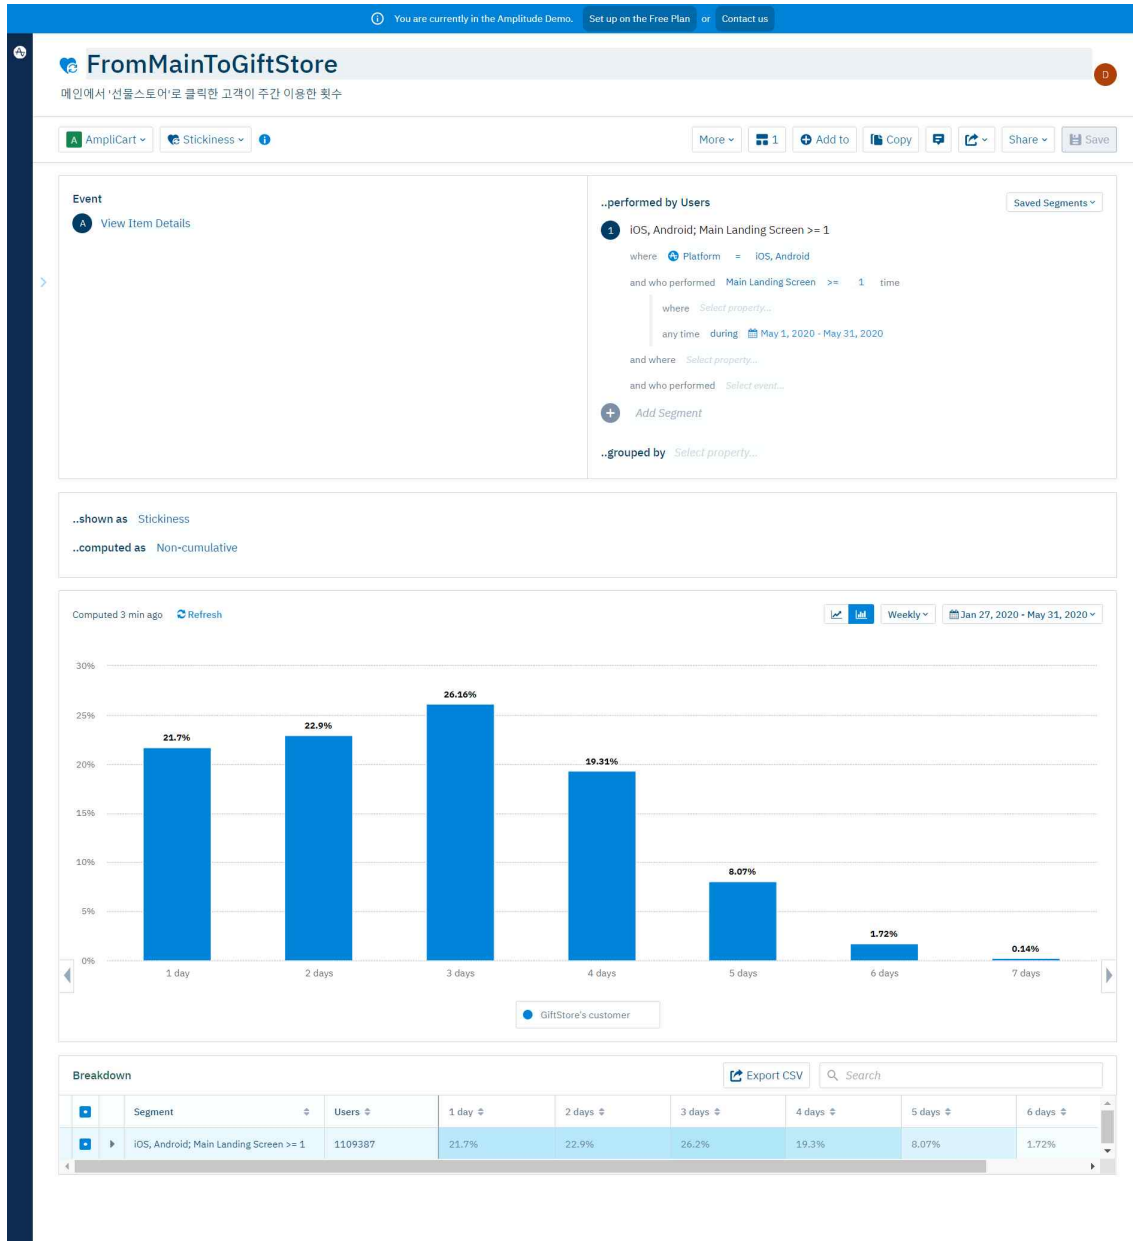 You are currently in the Amplitude Demo. Set up on the Free Plan or Contact us
FromMainToGiftStore
D
메인에서 '선물스토어'로 클릭한 고객이 주간 이용한 횟수
A AmpliCart Stickiness More 1 Add to Copy Share Save
Event
A View Item Details
..performed by Users Saved Segments
1 iOS, Android; Main Landing Screen >= 1
where Platform = iOS, Android
and who performed Main Landing Screen >= 1 time
where Select property...
any time during May 1, 2020 - May 31, 2020
and where Select property...
and who performed Select event...
Add Segment
..grouped by Select property...
..shown as Stickiness
..computed as Non-cumulative
Computed 3 min ago Refresh Weekly Jan 27, 2020 - May 31, 2020
30%
26.16%
25%
22.9%
21.7%
20%
19.31%
15%
10%
8.07%
5%
1.72%
0.14%
0%
1 day 2 days 3 days 4 days 5 days 6 days 7 days
GiftStore's customer
Breakdown Export CSV Search
Segment Users 1 day 2 days 3 days 4 days 5 days 6 days
iOS, Android; Main Landing Screen >= 1 1109387 21.7% 22.9% 26.2% 19.3% 8.07% 1.72%